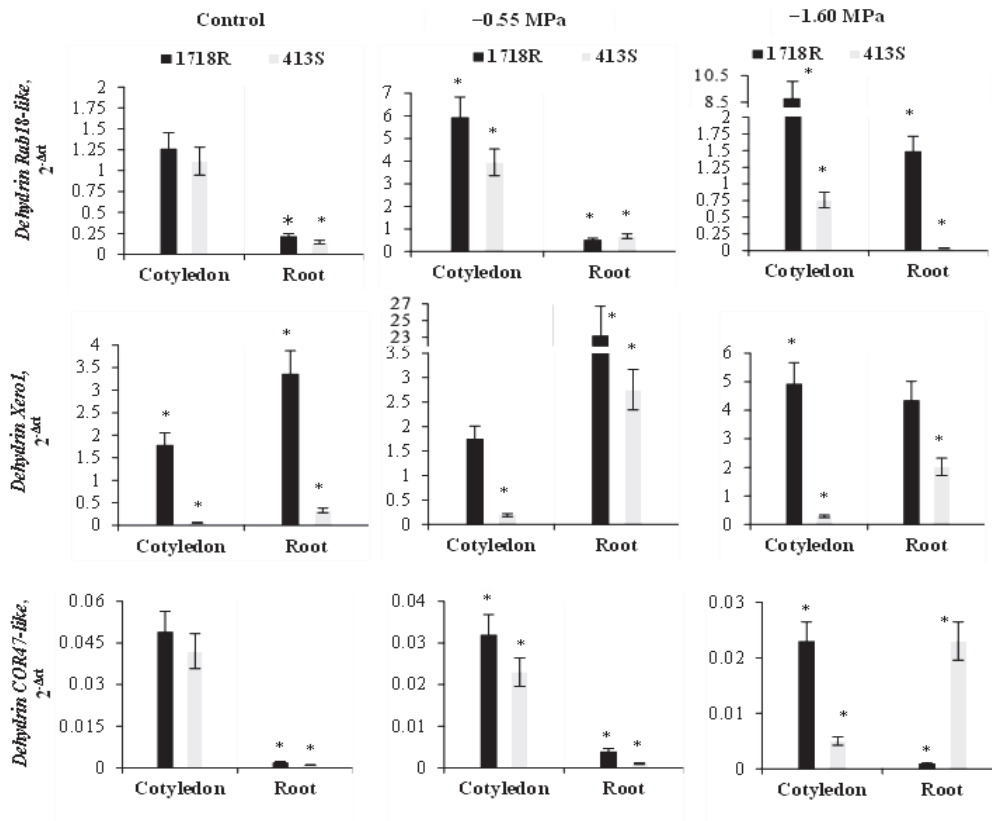 Control
−0.55 MPa
−1.60 MPa
1718R 413S
1718R 413S
1718R 413S
Dehydrin Rab18-like,
2^-Δct
2
1.75
1.5
1.25
1
0.75
0.5
0.25
0
* *
Cotyledon Root
7
6
5
4
3
2
1
0
* * * *
Cotyledon Root
10.5
8.5
2
1.75
1.5
1.25
1
0.75
0.5
0.25
0
* * * *
Cotyledon Root
Dehydrin Xero1,
2^-Δct
4
3.5
3
2.5
2
1.5
1
0.5
0
* * * *
Cotyledon Root
27
25
23
3.5
3
2.5
2
1.5
1
0.5
0
* * *
Cotyledon Root
6
5
4
3
2
1
0
* * *
Cotyledon Root
Dehydrin COR47-like,
2^-Δct
0.06
0.045
0.03
0.015
0
* *
Cotyledon Root
0.04
0.03
0.02
0.01
0
* * * *
Cotyledon Root
0.03
0.02
0.01
0
* * * *
Cotyledon Root